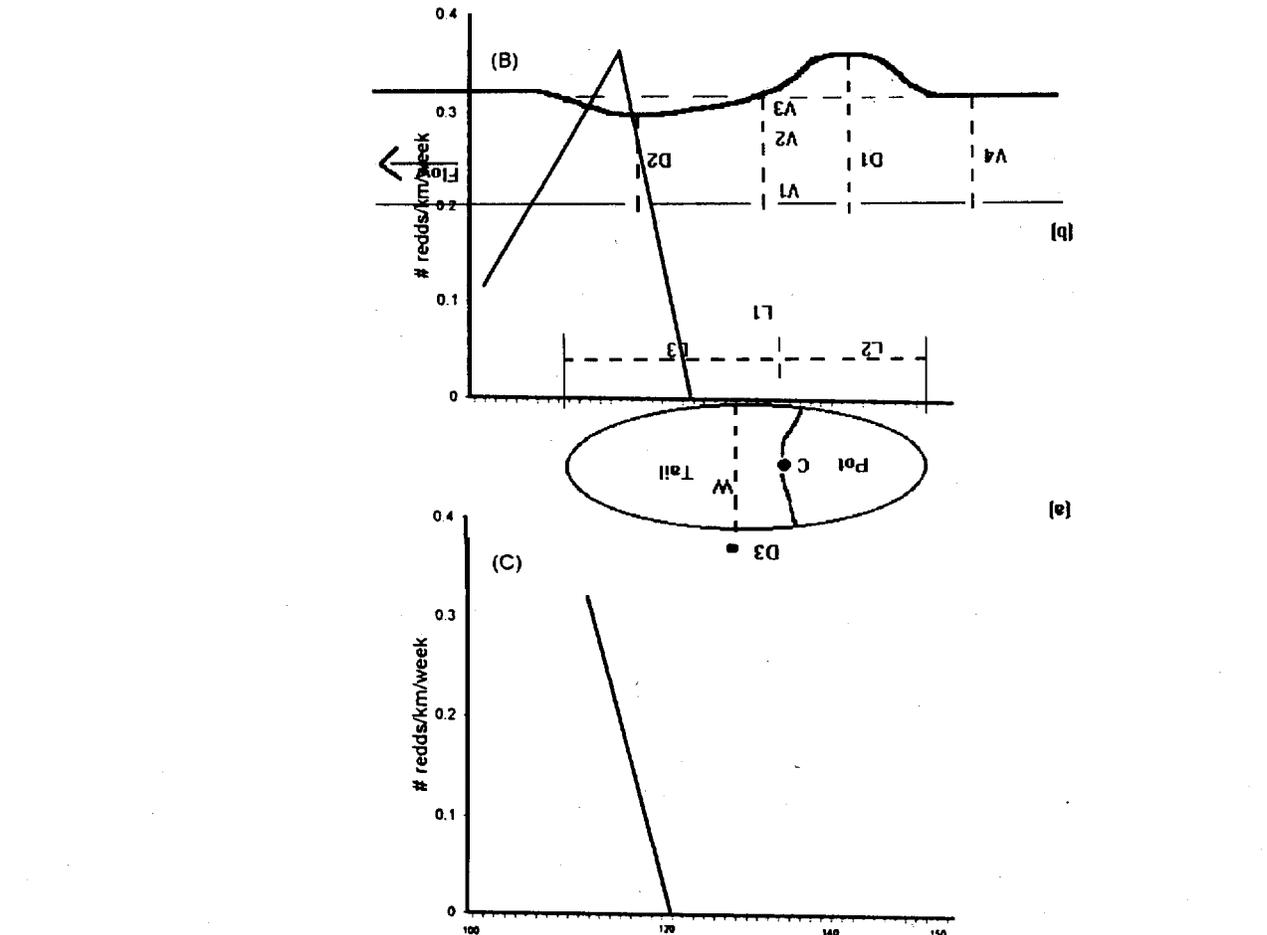 0.4
(B)
0.3
V3
V2
D2
D1
V4
Flo
0.2
V1
# redds/km/week
[b]
0.1
L1
L3
L2
0
Tail
W
C
Pot
[a]
0.4
D3
(C)
0.3
# redds/km/week
0.2
0.1
0
100
120
140
150